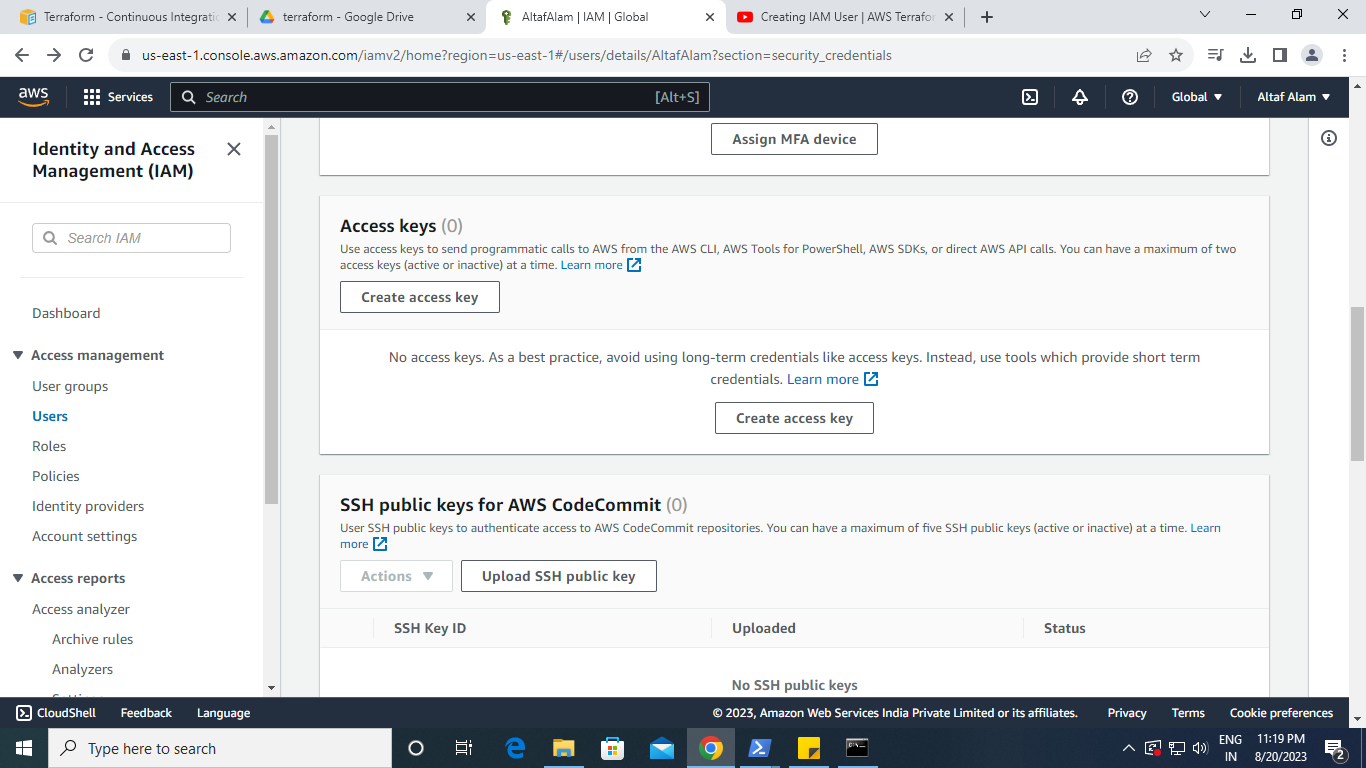 Terraform - Continuous Integratio
terraform - Google Drive
AltafAlam | IAM | Global
Creating IAM User | AWS Terrafor
us-east-1.console.aws.amazon.com/iamv2/home?region=us-east-1#/users/details/AltafAlam?section=security_credentials
aws
Services
Search
[Alt+S]
Global
Altaf Alam
Identity and Access
Management (IAM)
Search IAM
Dashboard
Access management
User groups
Users
Roles
Policies
Identity providers
Account settings
Access reports
Access analyzer
Archive rules
Analyzers
Settings
Assign MFA device
Access keys (0)
Use access keys to send programmatic calls to AWS from the AWS CLI, AWS Tools for PowerShell, AWS SDKs, or direct AWS API calls. You can have a maximum of two
access keys (active or inactive) at a time. Learn more
Create access key
No access keys. As a best practice, avoid using long-term credentials like access keys. Instead, use tools which provide short term
credentials. Learn more
Create access key
SSH public keys for AWS CodeCommit (0)
User SSH public keys to authenticate access to AWS CodeCommit repositories. You can have a maximum of five SSH public keys (active or inactive) at a time. Learn
more
Actions
Upload SSH public key
SSH Key ID
Uploaded
Status
No SSH public keys
CloudShell
Feedback
Language
© 2023, Amazon Web Services India Private Limited or its affiliates.
Privacy
Terms
Cookie preferences
Type here to search
ENG
IN
11:19 PM
8/20/2023
2